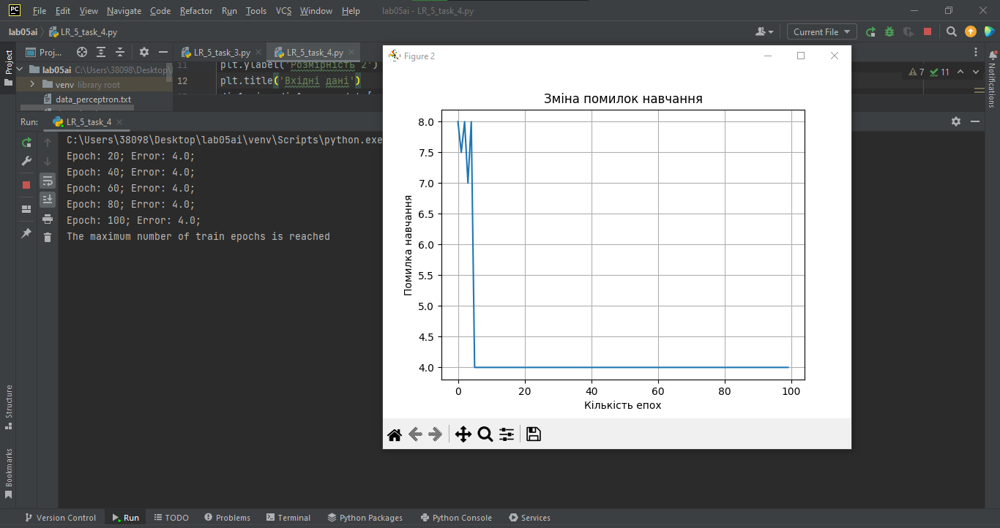 PC File Edit View Navigate Code Refactor Run Tools VCS Window Help lab05ai - LR_5_task_4.py
lab05ai LR_5_task_4.py Current File
Project
Proj...
LR_5_task_3.py LR_5_task_4.py
lab05ai C:\Users\38098\Desktop\
venv library root
data_perceptron.txt
11 plt.ylabel('Розмірність 2')
12 plt.title('Вхідні дані')
7 11
Notifications
Run: LR_5_task_4
C:\Users\38098\Desktop\lab05ai\venv\Scripts\python.exe
Epoch: 20; Error: 4.0;
Epoch: 40; Error: 4.0;
Epoch: 60; Error: 4.0;
Epoch: 80; Error: 4.0;
Epoch: 100; Error: 4.0;
The maximum number of train epochs is reached
Figure 2
Зміна помилок навчання
Помилка навчання
8.0
7.5
7.0
6.5
6.0
5.5
5.0
4.5
4.0
0 20 40 60 80 100
Кількість епох
Structure
Bookmarks
Version Control Run TODO Problems Terminal Python Packages Python Console Services